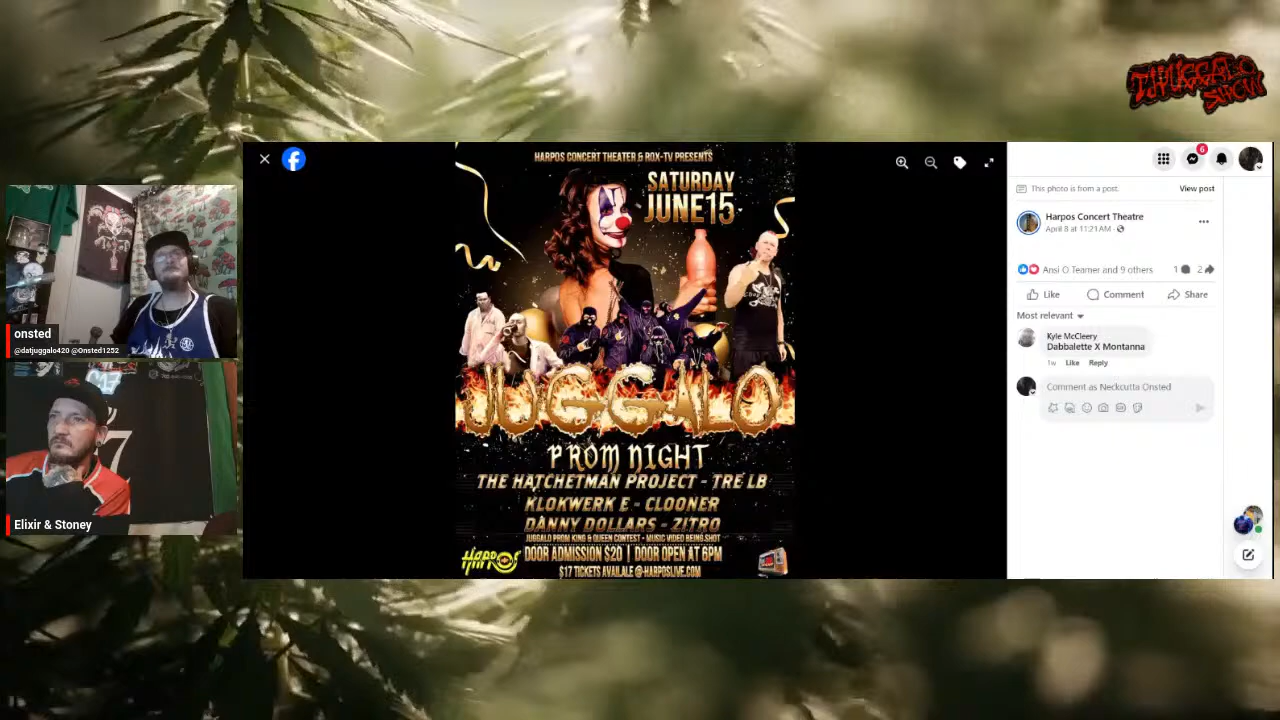 THUGGALO
SHOW
onsted
@datjuggalo420 @Onsted1252
Elixir & Stoney
HARPOS CONCERT THEATER & ROX-TV PRESENTS
SATURDAY
JUNE 15
JUGGALO
PROM NIGHT
THE HATCHETMAN PROJECT - TRE LB
KLOKWERK E - CLOONER
DANNY DOLLARS - ZITRO
JUGGALO PROM KING & QUEEN CONTEST - MUSIC VIDEO BEING SHOT
HARPOS
DOOR ADMISSION $20 | DOOR OPEN AT 6PM
$17 TICKETS AVAILALE @-HARPOSLIVE.COM
6
This photo is from a post.
View post
Harpos Concert Theatre
April 8 at 11:21 AM ·
Ansi O Teamer and 9 others
1
2
Like
Comment
Share
Most relevant
Kyle McCleery
Dabbalette X Montanna
1w Like Reply
Comment as Neckcutta Onsted